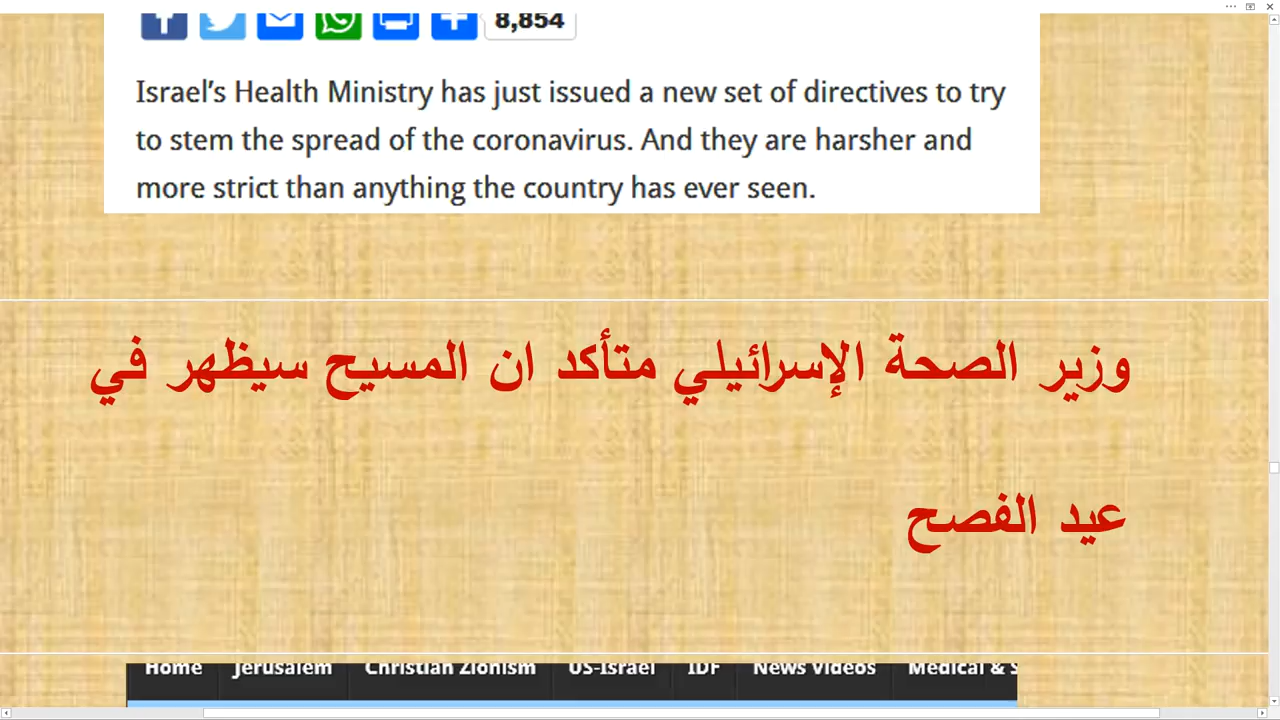 8,854
Israel’s Health Ministry has just issued a new set of directives to try
to stem the spread of the coronavirus. And they are harsher and
more strict than anything the country has ever seen.
وزير الصحة الإسرائيلي متأكد ان المسيح سيظهر في
عيد الفصح
Home Jerusalem Christian Zionism US-Israel IDF News Videos Medical & S